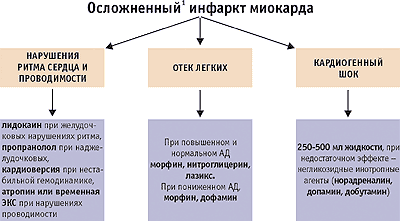 Осложненный¹ инфаркт миокарда
НАРУШЕНИЯ
РИТМА СЕРДЦА И
ПРОВОДИМОСТИ
ОТЕК ЛЕГКИХ
КАРДИОГЕННЫЙ
ШОК
лидокаин при желудоч-
ковых нарушениях ритма,
пропранолол при надже-
лудочковых,
кардиоверсия при неста-
бильной гемодинамике,
атропин или временная
ЭКС при нарушениях
проводимости
При повышенном и
нормальном АД
морфин, нитроглицерин,
лазикс.
При пониженном АД,
морфин, дофамин
250-500 мл жидкости, при
недостаточном эффекте –
негликозидные инотропные
агенты (норадреналин,
допамин, добутамин)